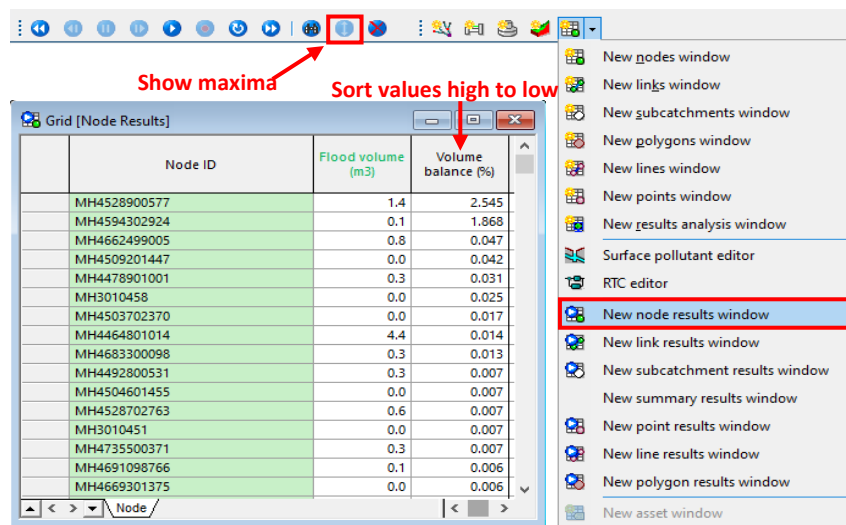 Show maxima
Sort values high to low
Grid [Node Results]
Node ID
Flood volume
(m3)
Volume
balance (%)
MH4528900577 1.4 2.545
MH4594302924 0.1 1.868
MH4662499005 0.8 0.047
MH4509201447 0.0 0.042
MH4478901001 0.3 0.031
MH3010458 0.0 0.025
MH4503702370 0.0 0.017
MH4464801014 4.4 0.014
MH4683300098 0.3 0.013
MH4492800531 0.3 0.007
MH4504601455 0.0 0.007
MH4528702763 0.6 0.007
MH3010451 0.0 0.007
MH4735500371 0.3 0.007
MH4691098766 0.1 0.006
MH4669301375 0.0 0.006
Node
New nodes window
New links window
New subcatchments window
New polygons window
New lines window
New points window
New results analysis window
Surface pollutant editor
RTC editor
New node results window
New link results window
New subcatchment results window
New summary results window
New point results window
New line results window
New polygon results window
New asset window